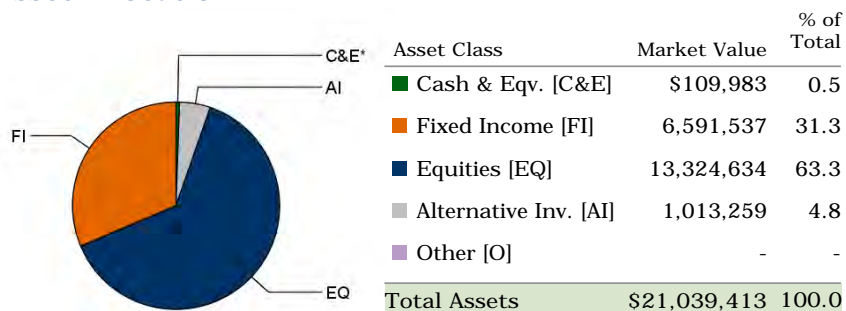 C&E*
AI
FI
EQ
% of
Asset Class Market Value Total
Cash & Eqv. [C&E] $109,983 0.5
Fixed Income [FI] 6,591,537 31.3
Equities [EQ] 13,324,634 63.3
Alternative Inv. [AI] 1,013,259 4.8
Other [O] - -
Total Assets $21,039,413 100.0